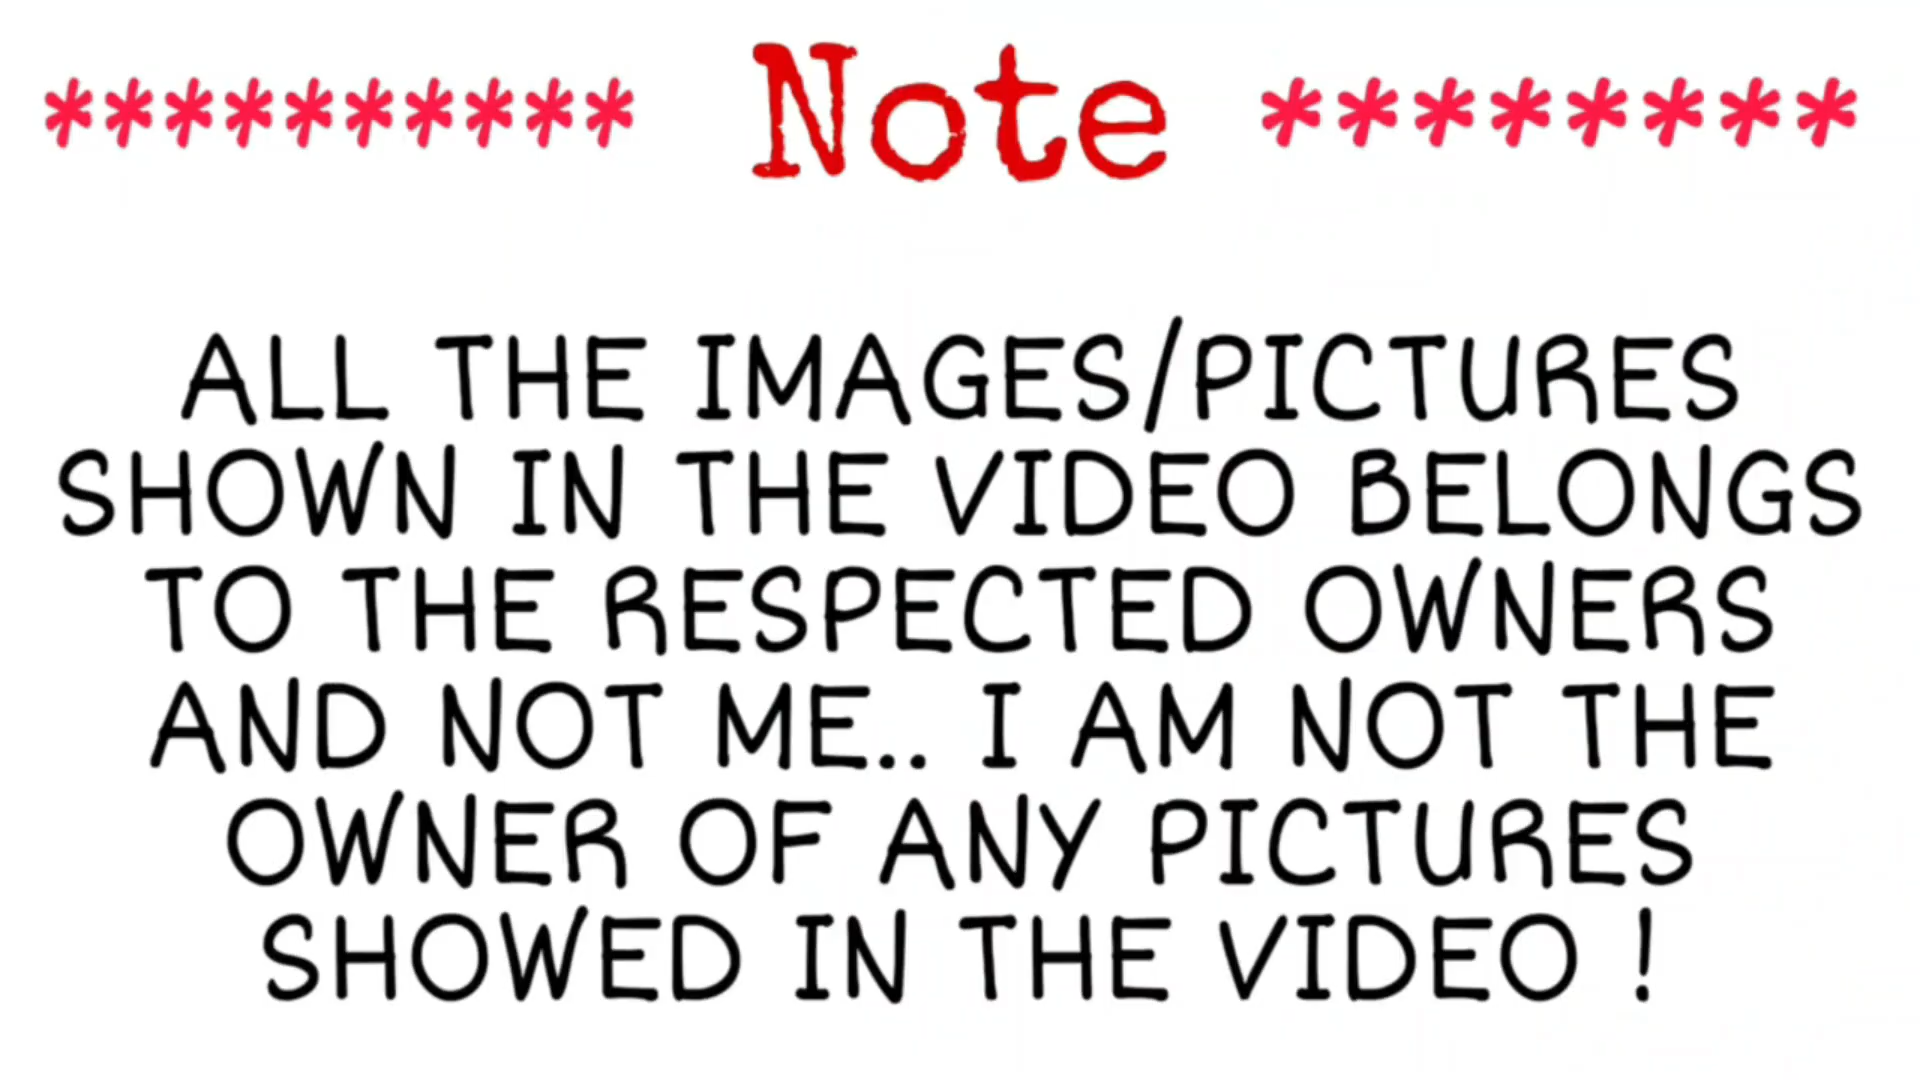 ********** Note ********
ALL THE IMAGES/PICTURES
SHOWN IN THE VIDEO BELONGS
TO THE RESPECTED OWNERS
AND NOT ME.. I AM NOT THE
OWNER OF ANY PICTURES
SHOWED IN THE VIDEO !